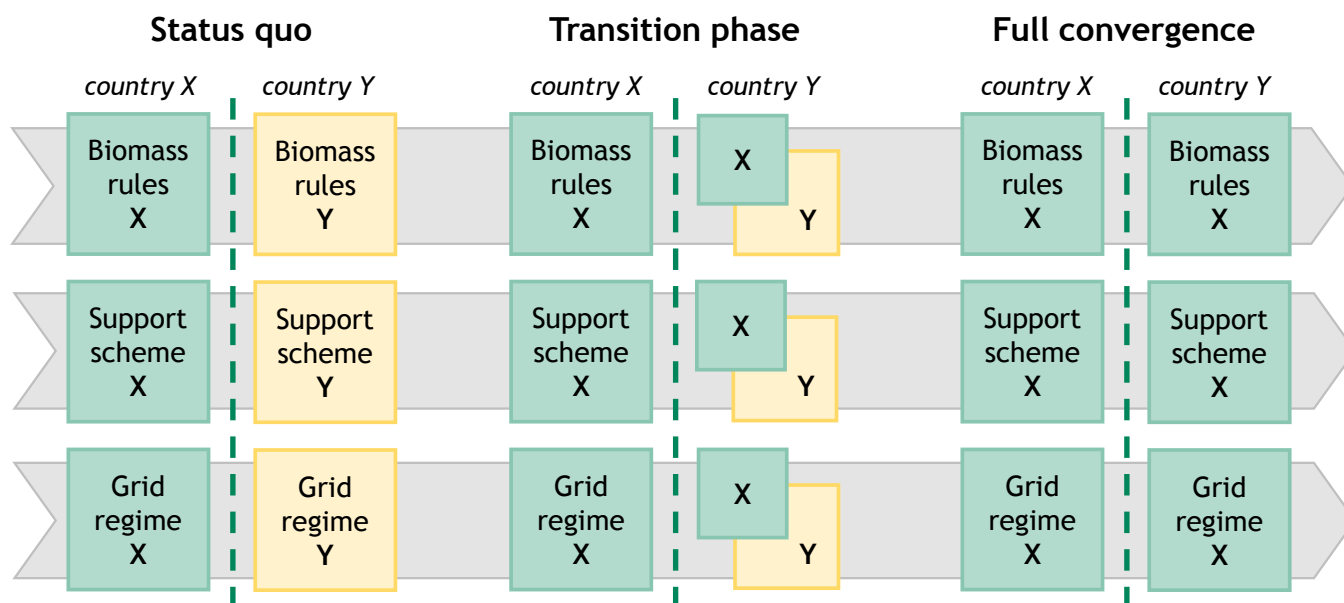 Status quo
Transition phase
Full convergence
country X
country Y
country X
country Y
country X
country Y
Biomass
rules
X
Biomass
rules
Y
Biomass
rules
X
X
Y
Biomass
rules
X
Biomass
rules
X
Support
scheme
X
Support
scheme
Y
Support
scheme
X
X
Y
Support
scheme
X
Support
scheme
X
Grid
regime
X
Grid
regime
Y
Grid
regime
X
X
Y
Grid
regime
X
Grid
regime
X